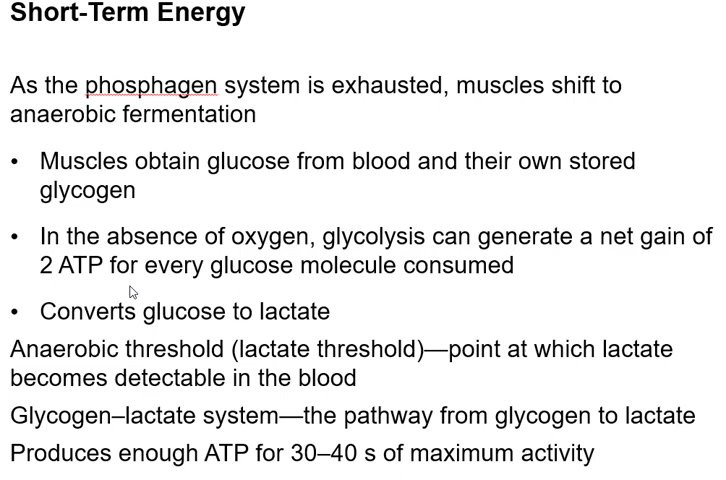 Short-Term Energy
As the phosphagen system is exhausted, muscles shift to
anaerobic fermentation
• Muscles obtain glucose from blood and their own stored
glycogen
• In the absence of oxygen, glycolysis can generate a net gain of
2 ATP for every glucose molecule consumed
• Converts glucose to lactate
Anaerobic threshold (lactate threshold)—point at which lactate
becomes detectable in the blood
Glycogen–lactate system—the pathway from glycogen to lactate
Produces enough ATP for 30–40 s of maximum activity